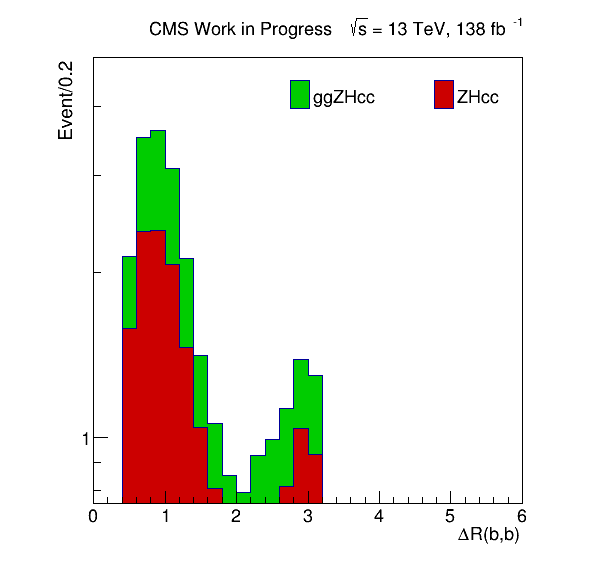 CMS Work in Progress √s = 13 TeV, 138 fb⁻¹
Event/0.2
ggZHcc ZHcc
1
0 1 2 3 4 5 6
ΔR(b,b)